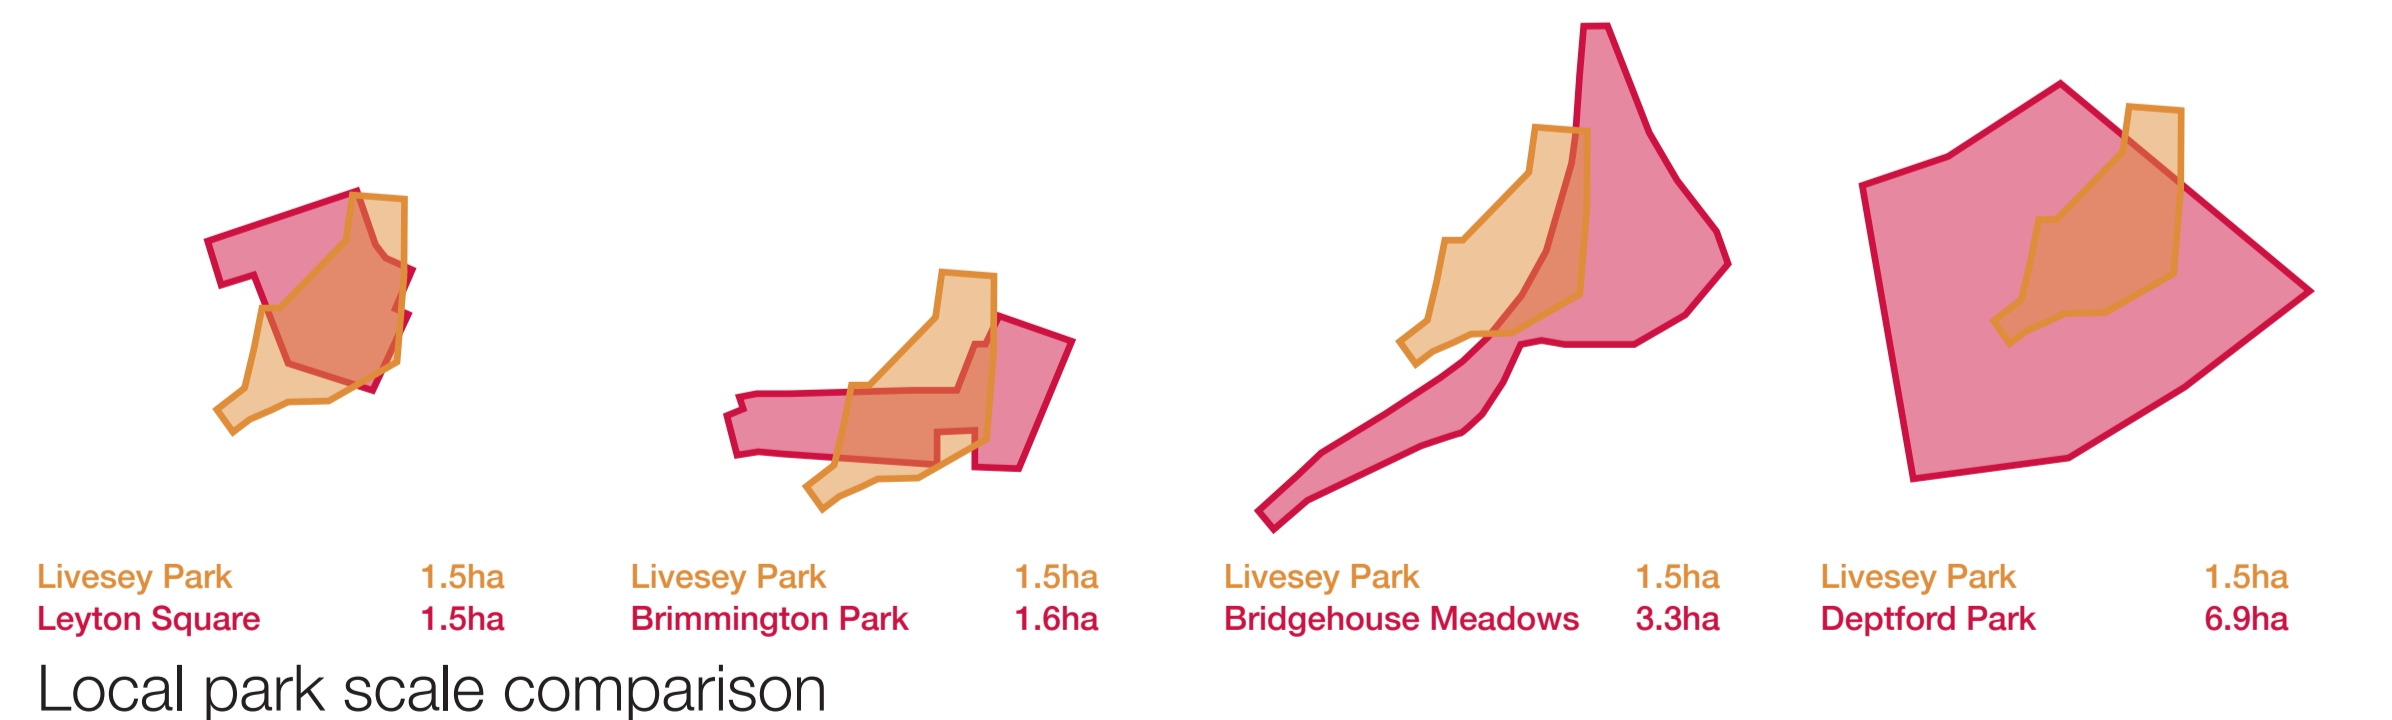 Livesey Park 1.5ha
Leyton Square 1.5ha
Livesey Park 1.5ha
Brimmington Park 1.6ha
Livesey Park 1.5ha
Bridgehouse Meadows 3.3ha
Livesey Park 1.5ha
Deptford Park 6.9ha
Local park scale comparison